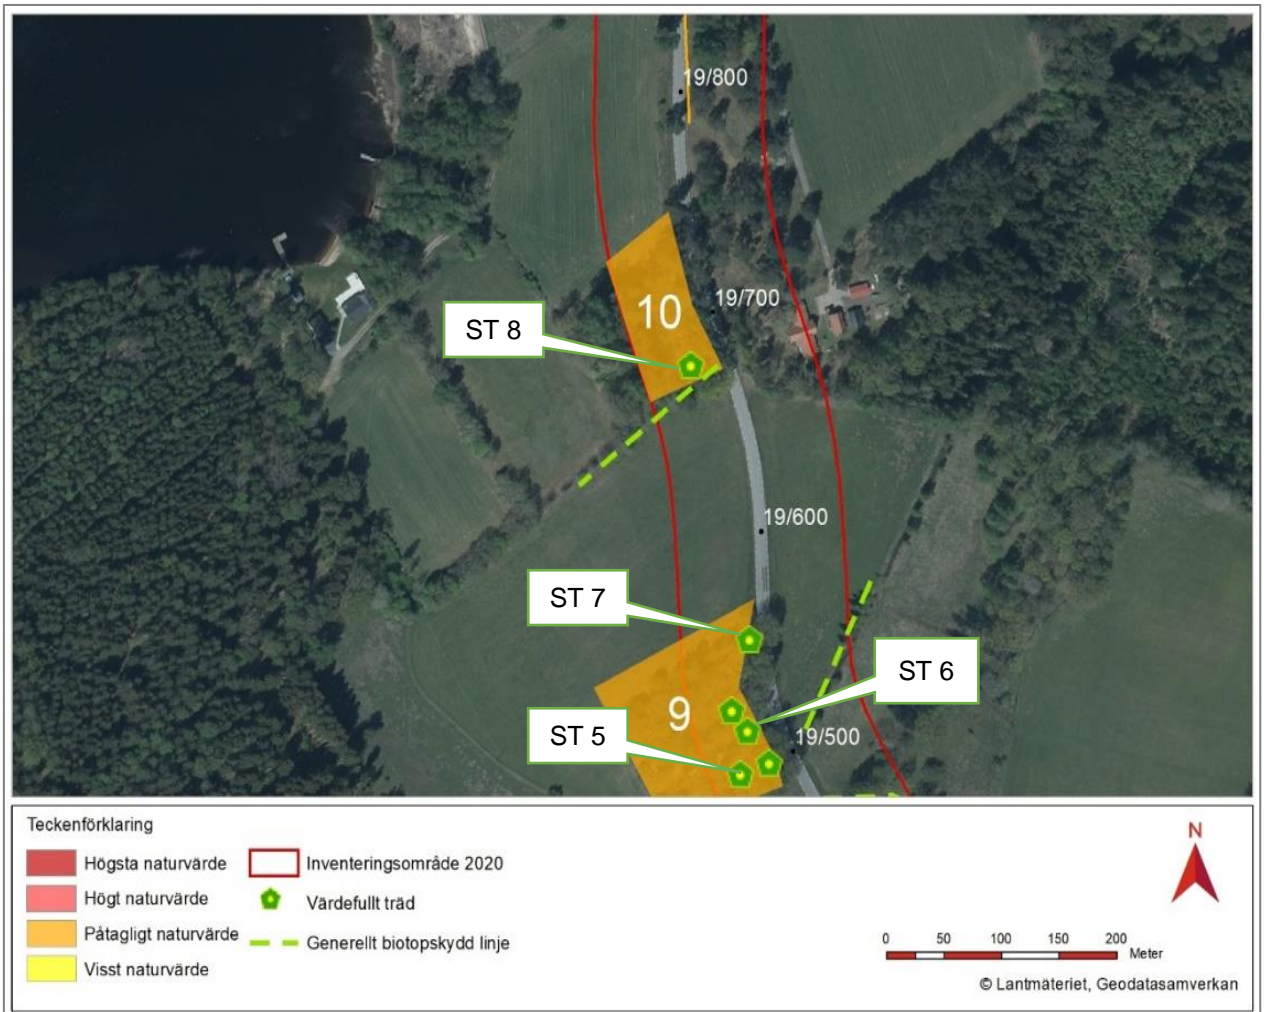 19/800
10
19/700
ST 8
19/600
ST 7
ST 6
9
ST 5
19/500
Teckenförklaring
Högsta naturvärde
Högt naturvärde
Påtagligt naturvärde
Visst naturvärde
Inventeringsområde 2020
Värdefullt träd
Generellt biotopskydd linje
N
0 50 100 150 200
Meter
© Lantmäteriet, Geodatasamverkan